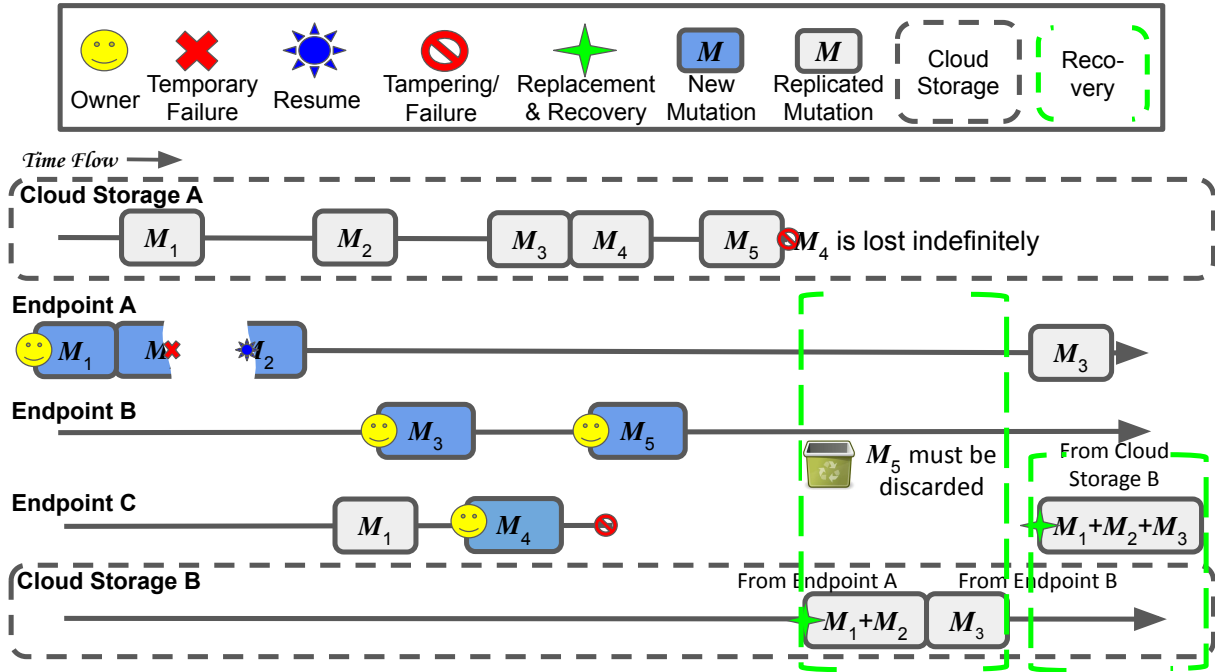 M
M
Owner
Temporary
Failure
Resume
Tampering/
Failure
Replacement
& Recovery
New
Mutation
Replicated
Mutation
Cloud
Storage
Reco-
very
Time Flow
Cloud Storage A
M1
M2
M3
M4
M5
M4 is lost indefinitely
Endpoint A
M1
M
M2
M3
Endpoint B
M3
M5
M5 must be
discarded
From Cloud
Storage B
Endpoint C
M1
M4
M1+M2+M3
Cloud Storage B
From Endpoint A
From Endpoint B
M1+M2
M3